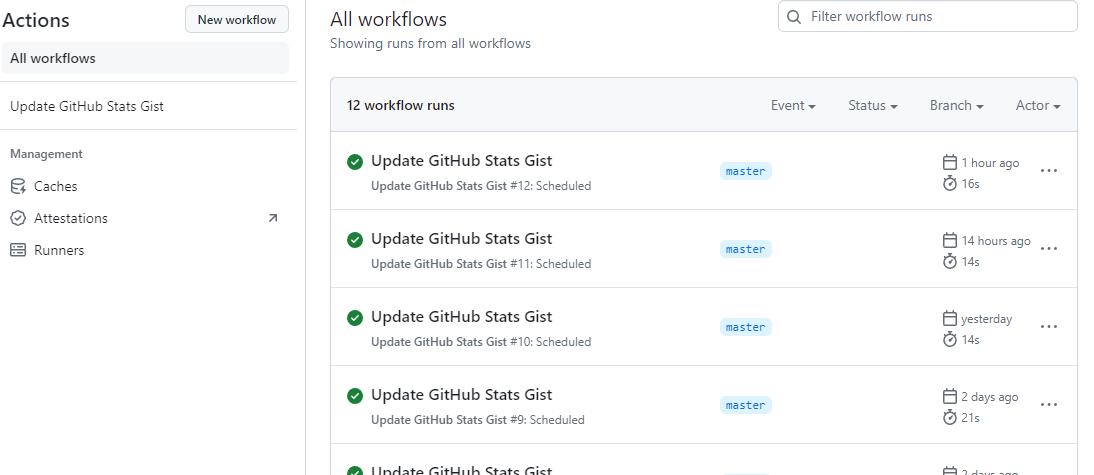 Actions
New workflow
All workflows
Update GitHub Stats Gist
Management
Caches
Attestations
Runners
All workflows
Showing runs from all workflows
Filter workflow runs
12 workflow runs
Event
Status
Branch
Actor
Update GitHub Stats Gist
Update GitHub Stats Gist #12: Scheduled
master
1 hour ago
16s
Update GitHub Stats Gist
Update GitHub Stats Gist #11: Scheduled
master
14 hours ago
14s
Update GitHub Stats Gist
Update GitHub Stats Gist #10: Scheduled
master
yesterday
14s
Update GitHub Stats Gist
Update GitHub Stats Gist #9: Scheduled
master
2 days ago
21s
Update GitHub Stats Gist
2 days ago